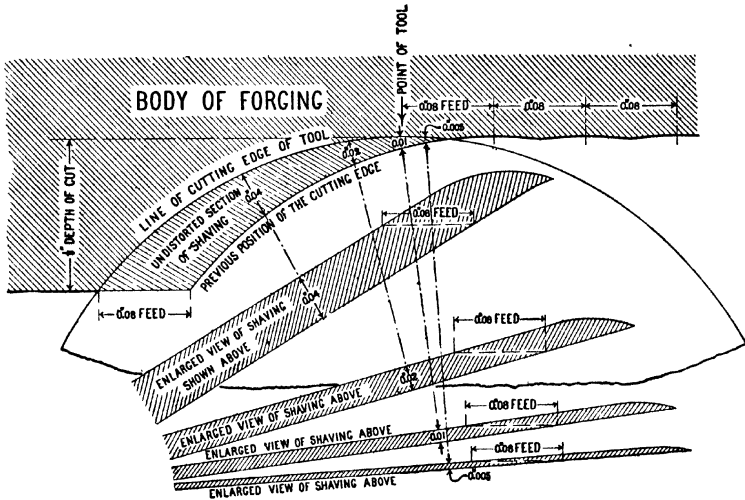 POINT OF TOOL
BODY OF FORGING
0.08 FEED
0.08
0.08
0.005
0.01
0.02
LINE OF CUTTING EDGE OF TOOL
0.04
UNDISTORTED SECTION
OF SHAVING
PREVIOUS POSITION OF THE CUTTING EDGE
DEPTH OF CUT
0.08 FEED
0.08 FEED
0.04
ENLARGED VIEW OF SHAVING
SHOWN ABOVE
0.08 FEED
0.02
ENLARGED VIEW OF SHAVING ABOVE
0.08 FEED
0.01
ENLARGED VIEW OF SHAVING ABOVE
0.08 FEED
0.005
ENLARGED VIEW OF SHAVING ABOVE